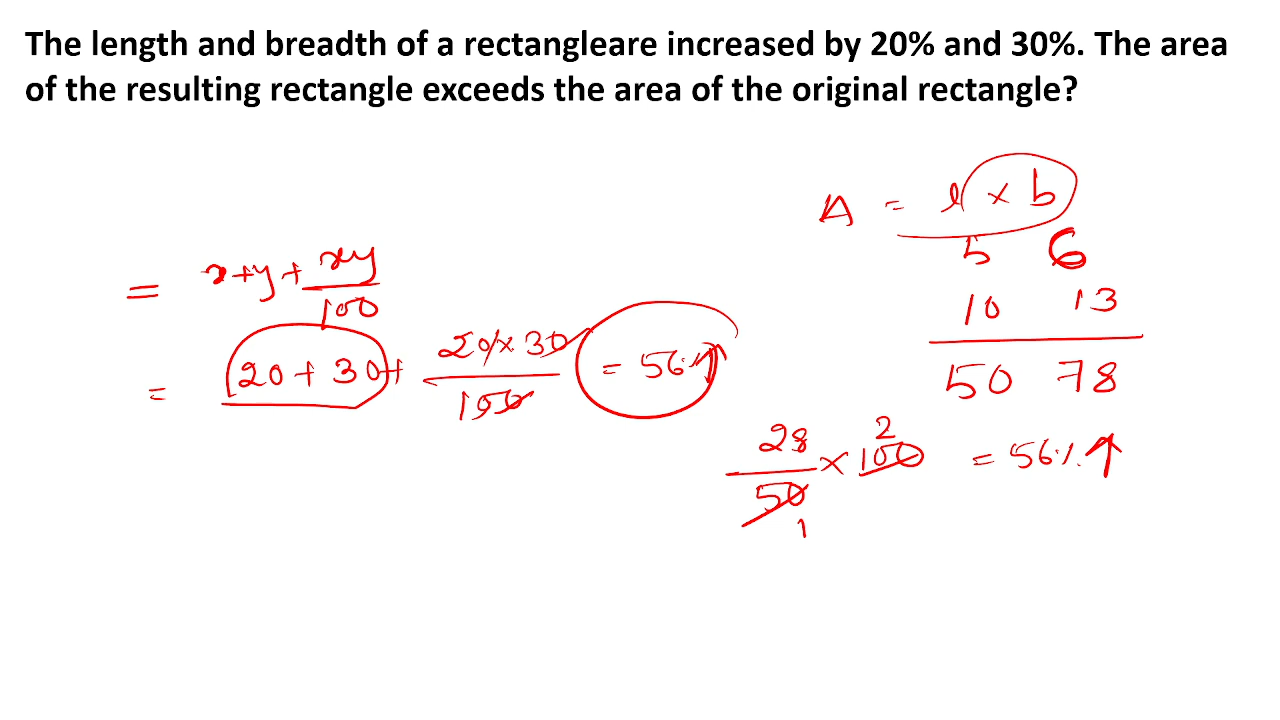 The length and breadth of a rectangleare increased by 20% and 30%. The area
of the resulting rectangle exceeds the area of the original rectangle?
A = l × b
5 6
10 13
50 78
28/50 × 100 = 56% ↑
2
1
= x+y+ xy/100
= 20+30+ 20×30/100 = 56% ↑